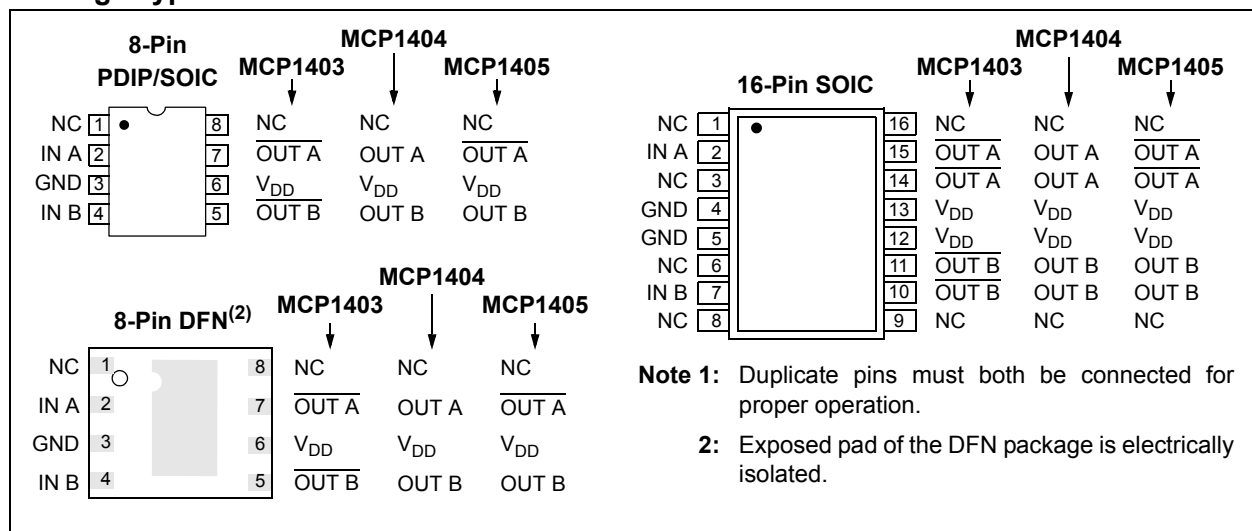 8-Pin
PDIP/SOIC
MCP1403 MCP1404 MCP1405
NC 1 8 NC NC NC
IN A 2 7 OUT A OUT A OUT A
GND 3 6 VDD VDD VDD
IN B 4 5 OUT B OUT B OUT B
8-Pin DFN(2)
MCP1403 MCP1404 MCP1405
NC 1 8 NC NC NC
IN A 2 7 OUT A OUT A OUT A
GND 3 6 VDD VDD VDD
IN B 4 5 OUT B OUT B OUT B
16-Pin SOIC
MCP1403 MCP1404 MCP1405
NC 1 16 NC NC NC
IN A 2 15 OUT A OUT A OUT A
NC 3 14 OUT A OUT A OUT A
GND 4 13 VDD VDD VDD
GND 5 12 VDD VDD VDD
NC 6 11 OUT B OUT B OUT B
IN B 7 10 OUT B OUT B OUT B
NC 8 9 NC NC NC
Note 1: Duplicate pins must both be connected for
proper operation.
2: Exposed pad of the DFN package is electrically
isolated.